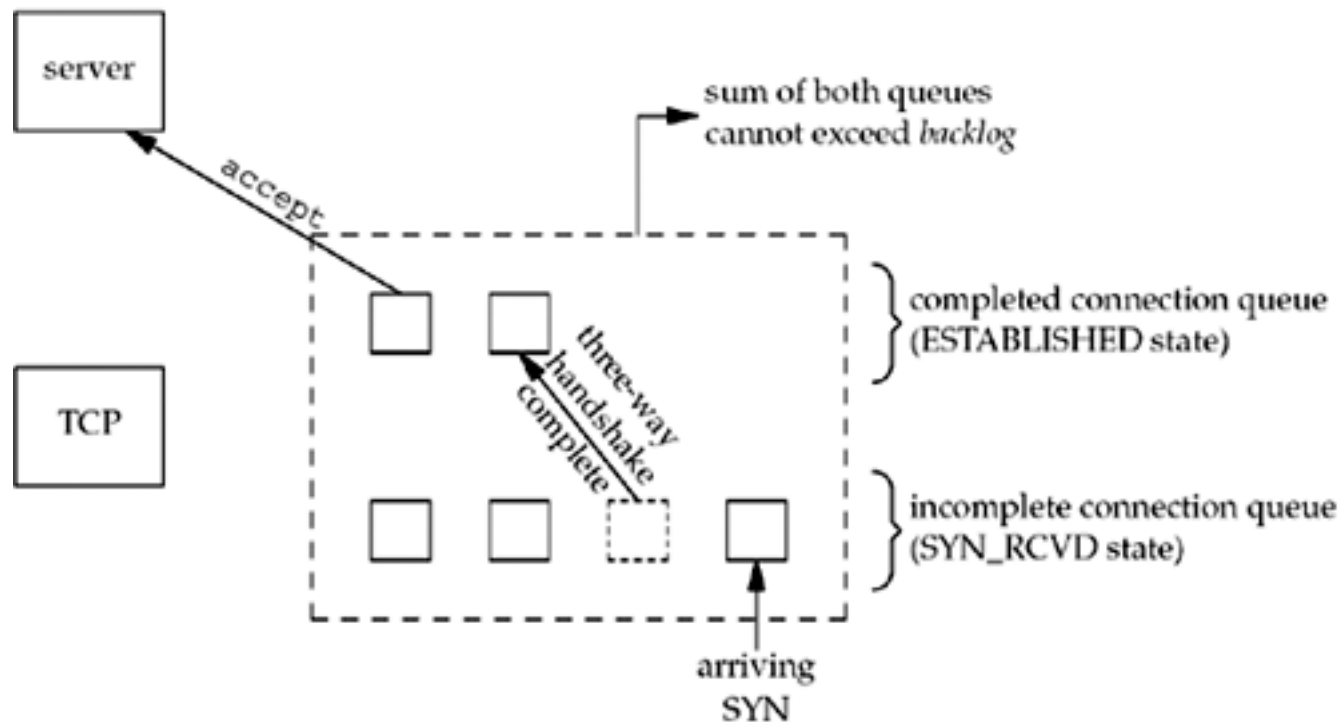 server
sum of both queues
cannot exceed backlog
accept
completed connection queue
(ESTABLISHED state)
three-way
handshake
complete
TCP
incomplete connection queue
(SYN_RCVD state)
arriving
SYN